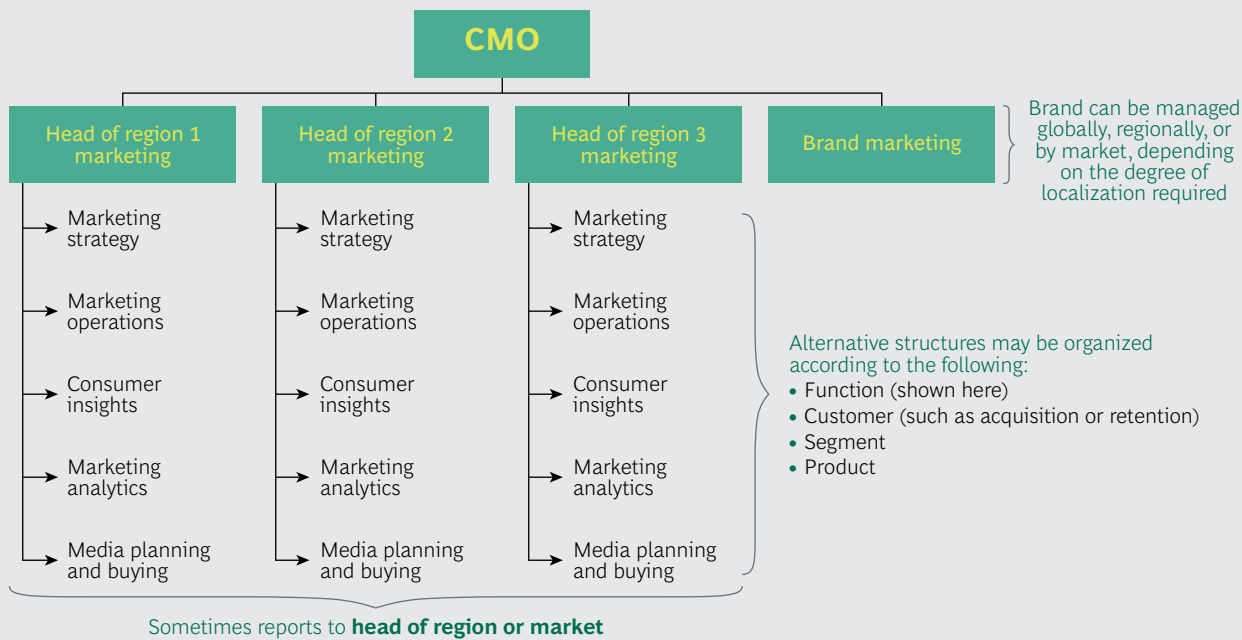 CMO
Head of region 1
marketing
Head of region 2
marketing
Head of region 3
marketing
Brand marketing
Brand can be managed
globally, regionally, or
by market, depending
on the degree of
localization required
Marketing
strategy
Marketing
operations
Consumer
insights
Marketing
analytics
Media planning
and buying
Marketing
strategy
Marketing
operations
Consumer
insights
Marketing
analytics
Media planning
and buying
Marketing
strategy
Marketing
operations
Consumer
insights
Marketing
analytics
Media planning
and buying
Alternative structures may be organized
according to the following:
• Function (shown here)
• Customer (such as acquisition or retention)
• Segment
• Product
Sometimes reports to head of region or market